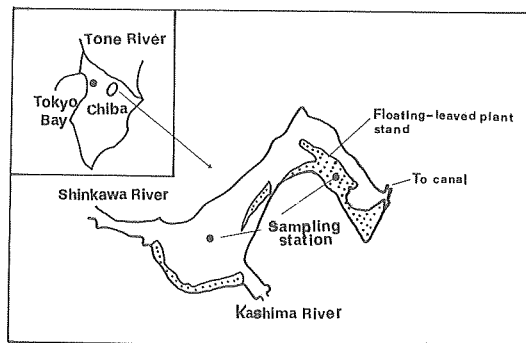 Tone River
Tokyo
Bay
Chiba
Floating-leaved plant
stand
To canal
Shinkawa River
Sampling
station
Kashima River